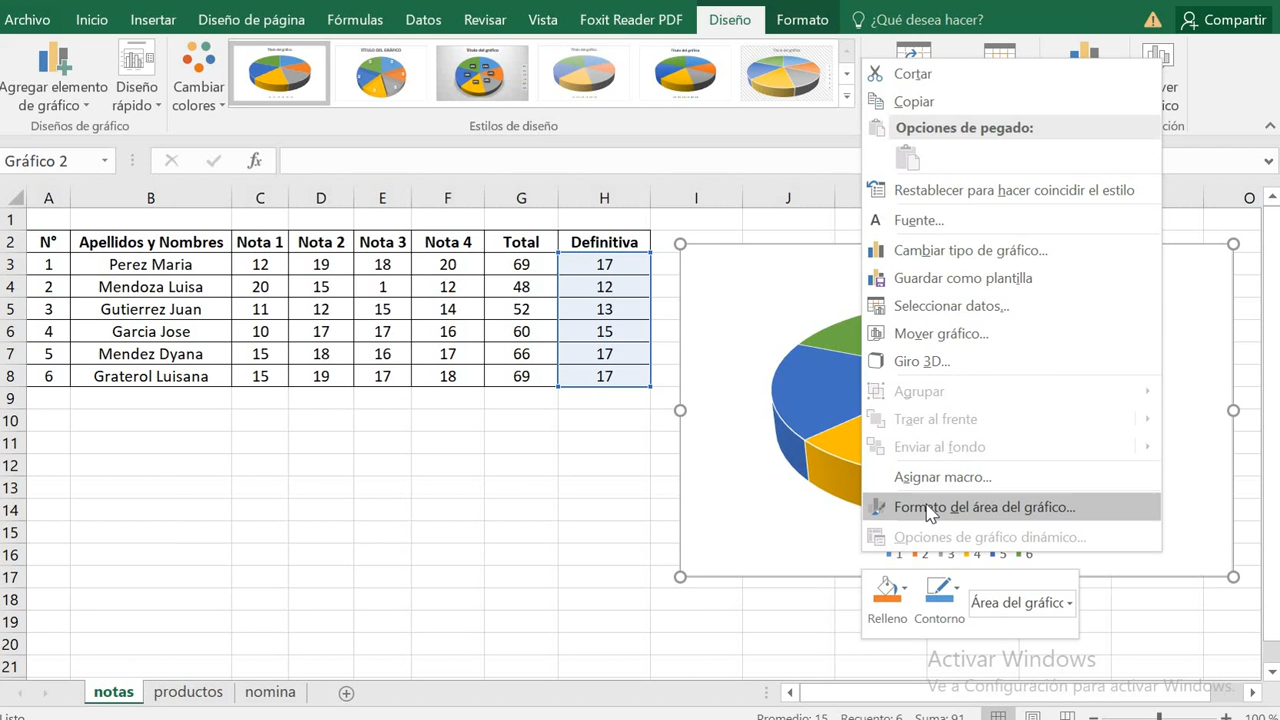 Archivo Inicio Insertar Diseño de página Fórmulas Datos Revisar Vista Foxit Reader PDF Diseño Formato ¿Qué desea hacer? Compartir
Agregar elemento de gráfico
Diseño rápido
Cambiar colores
Diseños de gráfico
Estilos de diseño
Gráfico 2
fx
A B C D E F G H I J O
1
2 N° Apellidos y Nombres Nota 1 Nota 2 Nota 3 Nota 4 Total Definitiva
3 1 Perez Maria 12 19 18 20 69 17
4 2 Mendoza Luisa 20 15 1 12 48 12
5 3 Gutierrez Juan 11 12 15 14 52 13
6 4 Garcia Jose 10 17 17 16 60 15
7 5 Mendez Dyana 15 18 16 17 66 17
8 6 Graterol Luisana 15 19 17 18 69 17
9
10
11
12
13
14
15
16
17
18
19
20
21
Cortar
Copiar
Opciones de pegado:
Restablecer para hacer coincidir el estilo
Fuente...
Cambiar tipo de gráfico...
Guardar como plantilla
Seleccionar datos...
Mover gráfico...
Giro 3D...
Agrupar
Traer al frente
Enviar al fondo
Asignar macro...
Formato del área del gráfico...
Opciones de gráfico dinámico...
1 2 3 4 5 6
Relleno Contorno Área del gráfic
Activar Windows
Ve a Configuración para activar Windows.
notas productos nomina
Listo Promedio: 15 Recuento: 6 Suma: 91 100 %